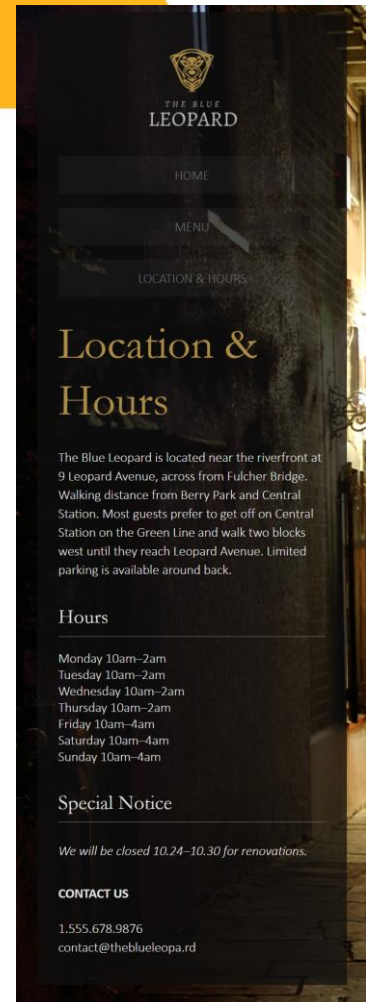 THE BLUE
LEOPARD
HOME
MENU
LOCATION & HOURS
Location &
Hours
The Blue Leopard is located near the riverfront at
9 Leopard Avenue, across from Fulcher Bridge.
Walking distance from Berry Park and Central
Station. Most guests prefer to get off on Central
Station on the Green Line and walk two blocks
west until they reach Leopard Avenue. Limited
parking is available around back.
Hours
Monday 10am–2am
Tuesday 10am–2am
Wednesday 10am–2am
Thursday 10am–2am
Friday 10am–4am
Saturday 10am–4am
Sunday 10am–4am
Special Notice
We will be closed 10.24–10.30 for renovations.
CONTACT US
1.555.678.9876
contact@theblueleopa.rd